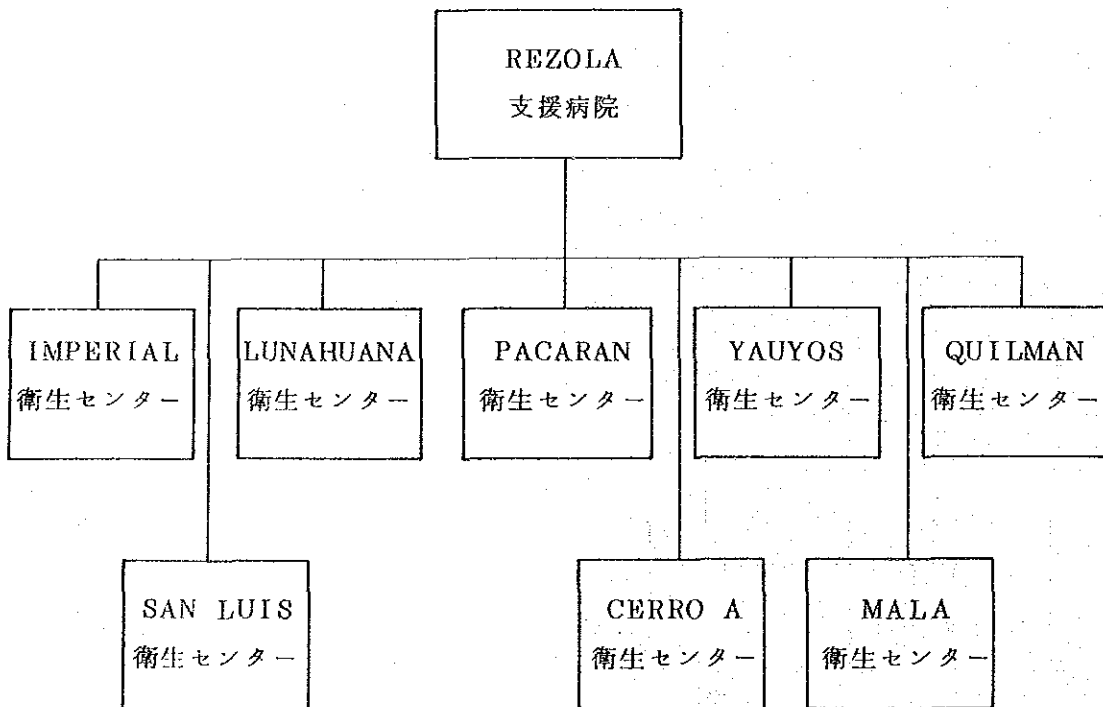 REZOLA
支援病院
IMPERIAL
衛生センター
LUNAHUANA
衛生センター
PACARAN
衛生センター
YAUYOS
衛生センター
QUILMAN
衛生センター
SAN LUIS
衛生センター
CERRO A
衛生センター
MALA
衛生センター